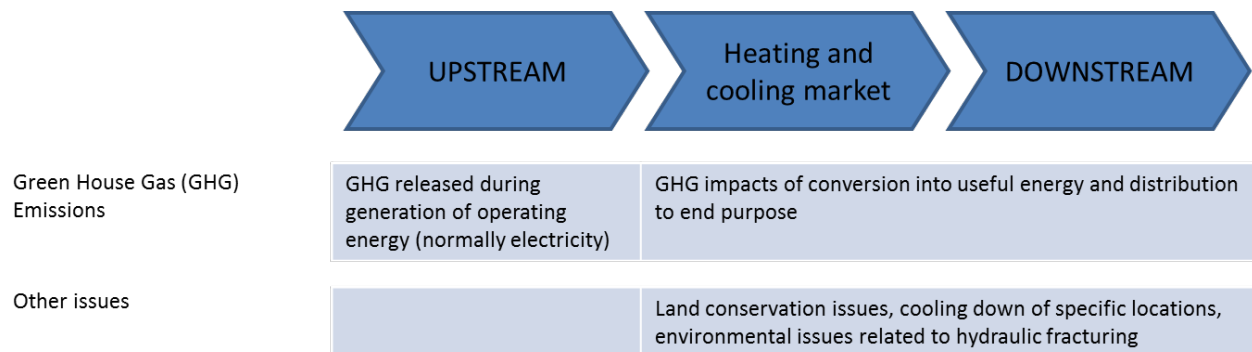 UPSTREAM
Heating and
cooling market
DOWNSTREAM
Green House Gas (GHG)
Emissions
GHG released during
generation of operating
energy (normally electricity)
GHG impacts of conversion into useful energy and distribution
to end purpose
Other issues
Land conservation issues, cooling down of specific locations,
environmental issues related to hydraulic fracturing